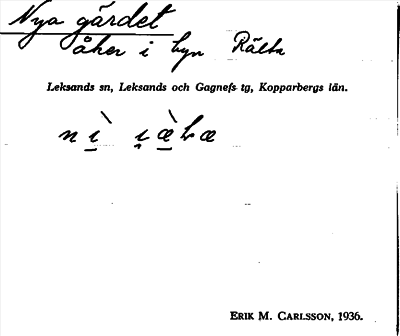 Nya gärdet
åker i byn Rälta
Leksands sn, Leksands och Gagnefs tg, Kopparbergs län.
ERIK M. CARLSSON, 1936.